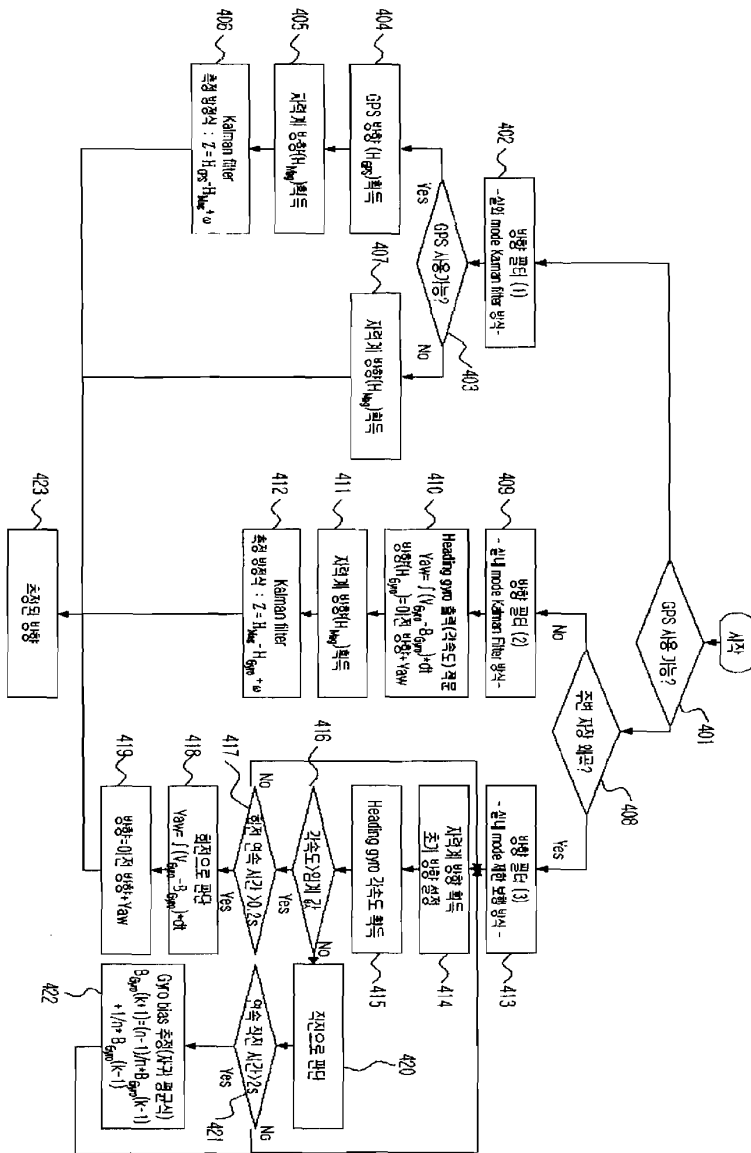 시작
GPS 사용 가능?
401
402
방향 필터 (1)
-실외 mode Kaman filter 방식-
GPS 사용가능?
403
Yes
No
404
GPS 방향 (H_GPS)획득
405
지력계 방향(H_Mag)획득
406
Kalman filter
측정 방정식 : Z = H_GPS-H_Mag + ω
407
지력계 방향(H_Mag)획득
주변 자장 왜곡?
408
No
Yes
409
방향 필터 (2)
-실내 mode Kaman Filter 방식-
410
Heading gyro 출력(각속도) 적분
Yaw= ∫(V_Gyro-B_Gyro)*dt
방향(H_Gyro)=이전 방향+Yaw
411
지력계 방향(H_Mag)획득
412
Kalman filter
측정 방정식 : Z = H_Mag-H_Gyro + ω
413
방향 필터 (3)
-실내 mode 제한 보행 방식-
414
지력계 방향 획득
초기 방향 설정
415
Heading gyro 각속도 획득
416
각속도>임계 값
Yes
No
417
회전 연속 시간 >0.2s
No
Yes
418
회전으로 판단
Yaw= ∫(V_Gyro-B_Gyro)*dt
419
방향=이전 방향+Yaw
420
직진으로 판단
연속 직진 시간>2s
421
Yes
No
422
Gyro bias 추정(자기 평균식)
B_Gyro(k+1)=(n-1)/n*B_Gyro(k-1)
+1/n* B_Gyro(k-1)
423
추정된 방향